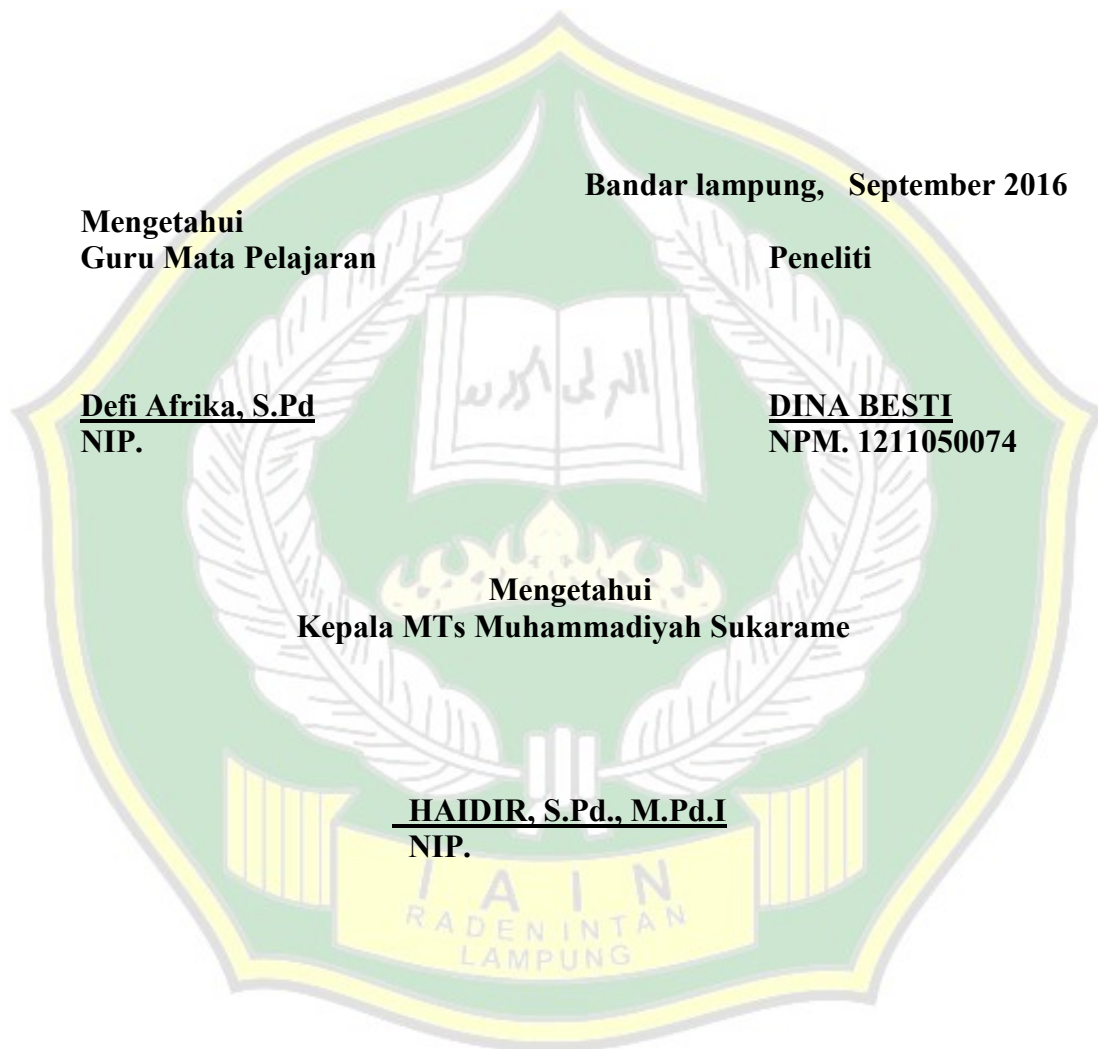 Bandar lampung, September 2016
Mengetahui
Guru Mata Pelajaran Peneliti
Defi Afrika, S.Pd DINA BESTI
NIP. NPM. 1211050074
Mengetahui
Kepala MTs Muhammadiyah Sukarame
HAIDIR, S.Pd., M.Pd.I
NIP.
IAIN
RADEN INTAN
LAMPUNG